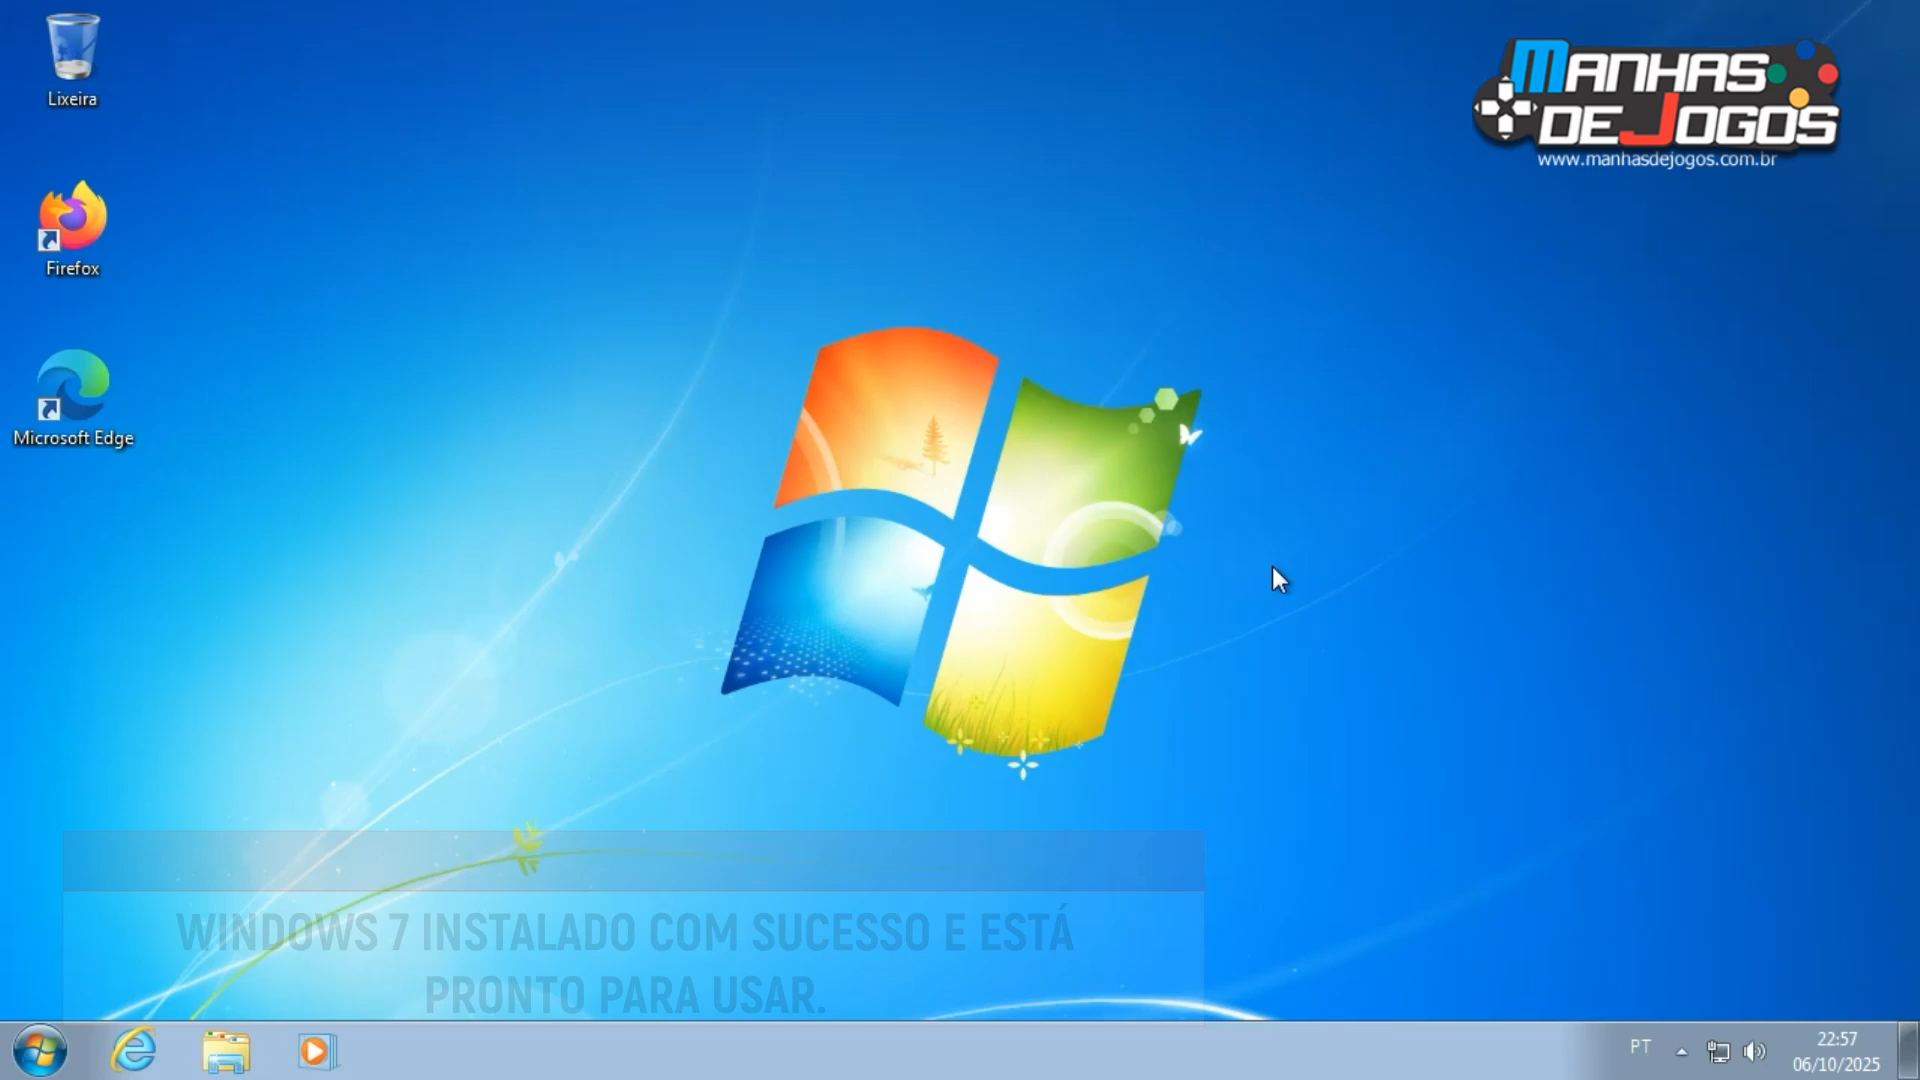 Lixeira
MANHAS
DE JOGOS
www.manhasdejogos.com.br
Firefox
Microsoft Edge
WINDOWS 7 INSTALADO COM SUCESSO E ESTÁ
PRONTO PARA USAR.
PT
22:57
06/10/2025